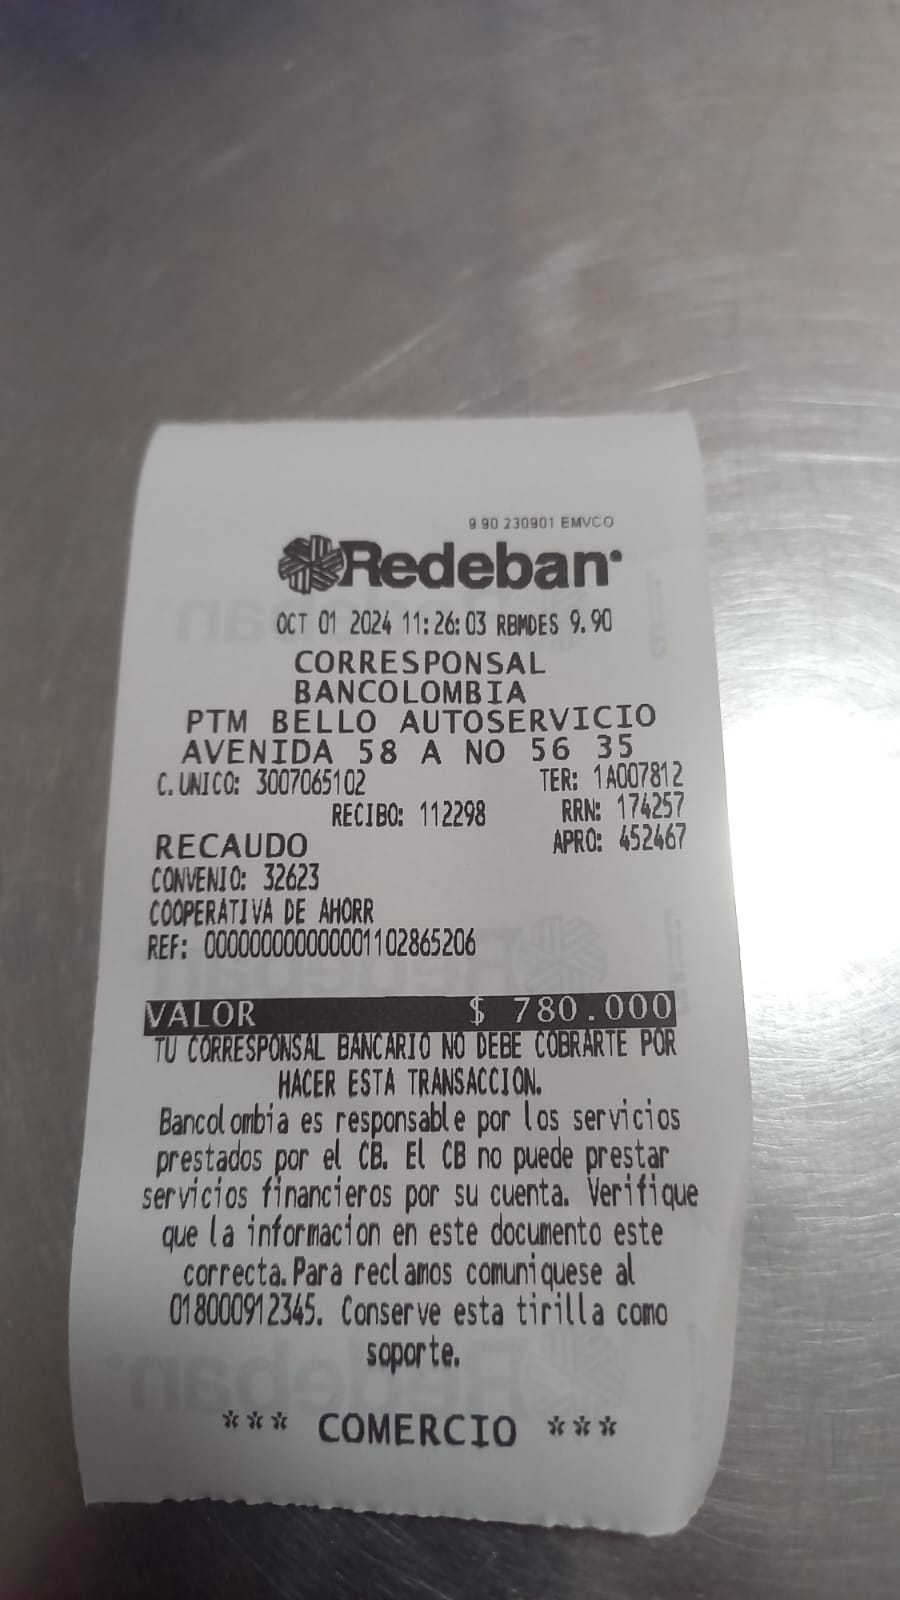 9 90 230901 EMVCO
Redeban
OCT 01 2024 11:26:03 RBMDES 9.90
CORRESPONSAL
BANCOLOMBIA
PTM BELLO AUTOSERVICIO
AVENIDA 58 A NO 56 35
C. UNICO: 3007065102 TER: 1A007812
RECIBO: 112298 RRN: 174257
RECAUDO APRO: 452467
CONVENIO: 32623
COOPERATIVA DE AHORR
REF: 00000000000001102865206
VALOR $ 780.000
TU CORRESPONSAL BANCARIO NO DEBE COBRARTE POR
HACER ESTA TRANSACCION.
Bancolombia es responsable por los servicios
prestados por el CB. El CB no puede prestar
servicios financieros por su cuenta. Verifique
que la informacion en este documento este
correcta. Para reclamos comuniquese al
018000912345. Conserve esta tirilla como
soporte.
*** COMERCIO ***